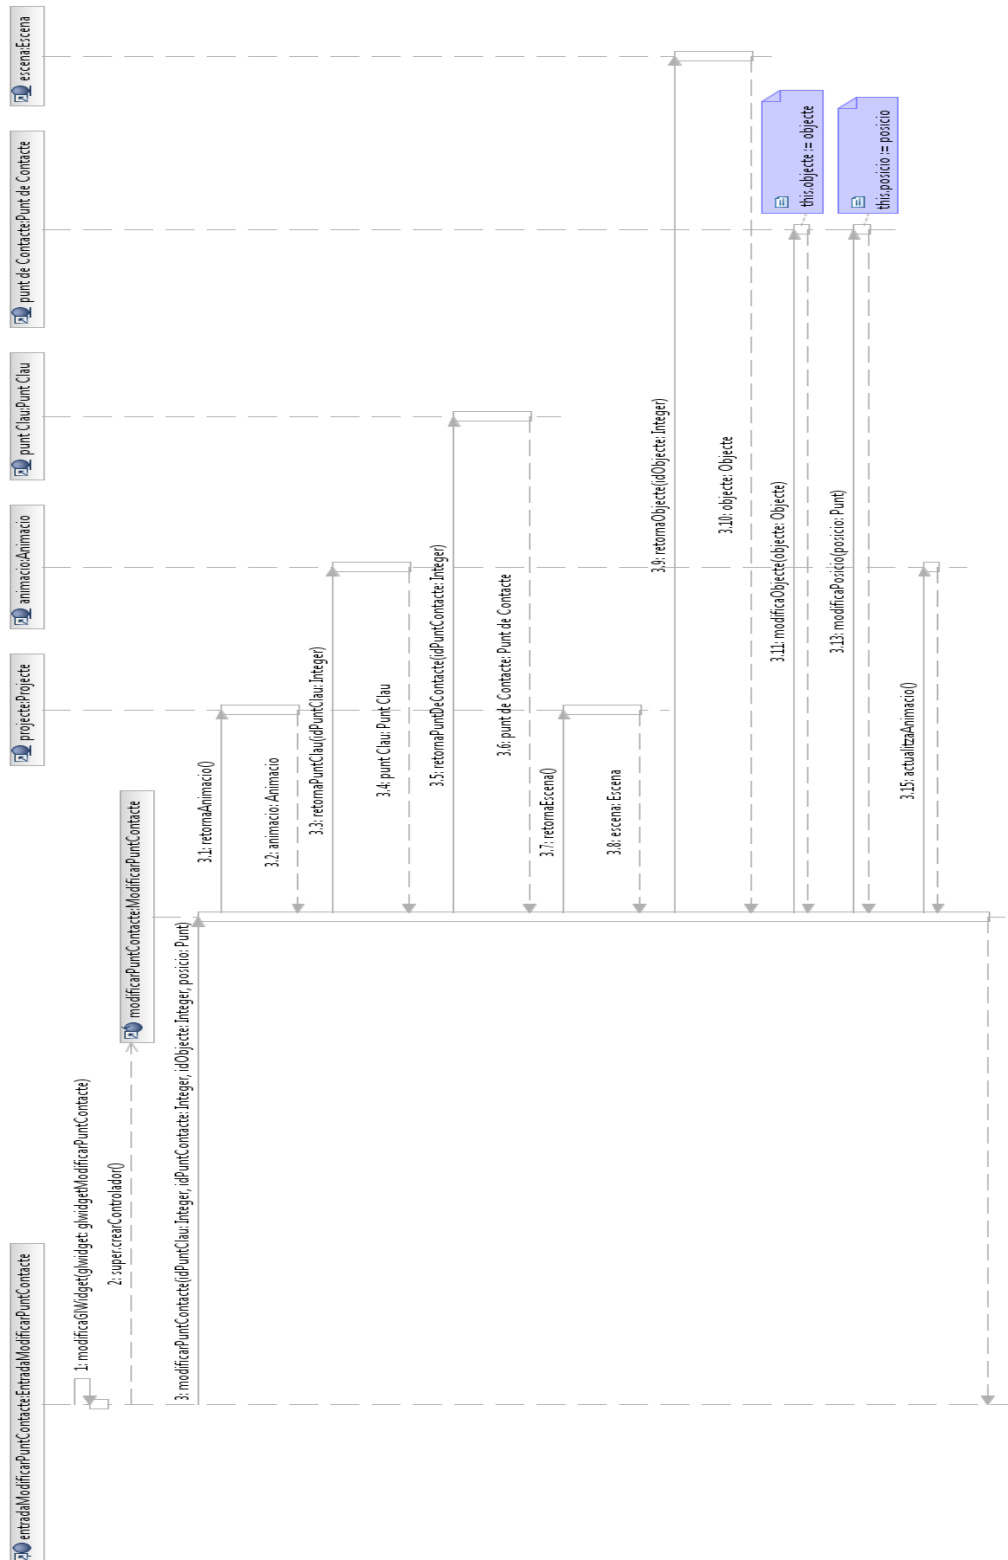 entradaModificarPuntContacte:EntradaModificarPuntContacte
modificarPuntContacte:ModificarPuntContacte
projecte:Projecte
animacio:Animacio
punt Clau:Punt Clau
punt de Contacte:Punt de Contacte
escena:Escena
1: modificaGlWidget(glwidget: glwidgetModificarPuntContacte)
2: super.crearControlador()
3: modificarPuntContacte(idPuntClau: Integer, idPuntContacte: Integer, idObjecte: Integer, posicio: Punt)
3.1: retornaAnimacio()
3.2: animacio: Animacio
3.3: retornaPuntClau(idPuntClau: Integer)
3.4: punt Clau: Punt Clau
3.5: retornaPuntDeContacte(idPuntContacte: Integer)
3.6: punt de Contacte: Punt de Contacte
3.7: retornaEscena()
3.8: escena: Escena
3.9: retornaObjecte(idObjecte: Integer)
3.10: objecte: Objecte
3.11: modificaObjecte(objecte: Objecte)
this.objecte := objecte
3.13: modificaPosicio(posicio: Punt)
this.posicio := posicio
3.15: actualitzaAnimacio()